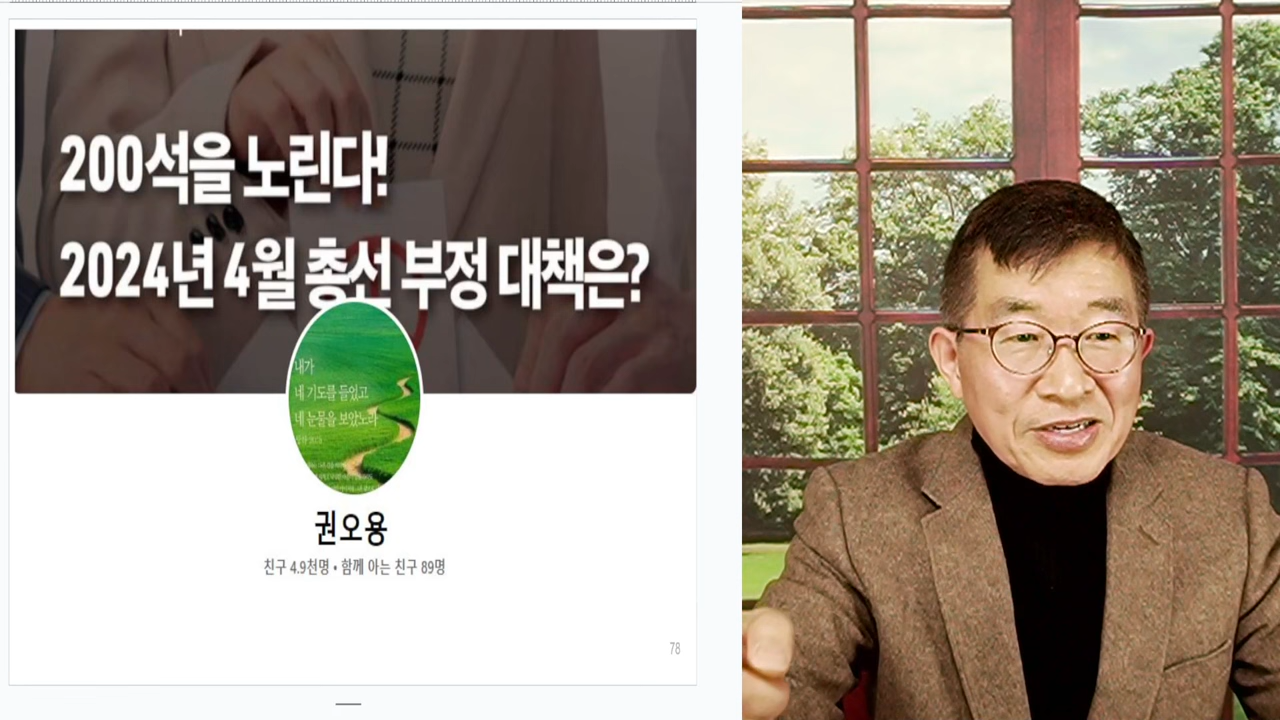 200석을 노린다!
2024년 4월 총선 부정 대책은?
내가
네 기도를 들었고
네 눈물을 보았노라
권오용
친구 4.9천명 • 함께 아는 친구 89명
78